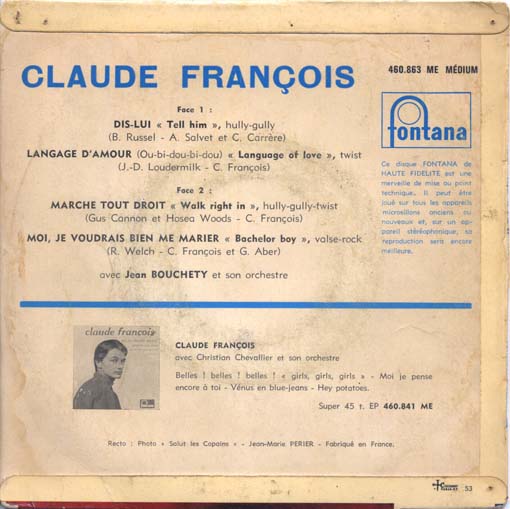 CLAUDE FRANÇOIS
460.863 ME MÉDIUM
Face 1 :
DIS-LUI « Tell him », hully-gully
(B. Russel - A. Salvet et C. Carrère)
LANGAGE D'AMOUR (Ou-bi-dou-bi-dou) « Language of love », twist
(J.-D. Loudermilk - C. François)
Face 2 :
MARCHE TOUT DROIT « Walk right in », hully-gully-twist
(Gus Cannon et Hosea Woods - C. François)
MOI, JE VOUDRAIS BIEN ME MARIER « Bachelor boy », valse-rock
(R. Welch - C. François et G. Aber)
avec Jean BOUCHETY et son orchestre
fontana
Ce disque FONTANA de
HAUTE FIDELITE est une
merveille de mise au point
technique. Il peut être
joué sur tous les appareils
microsillons anciens ou
nouveaux et, sur un ap-
pareil stéréophonique, sa
reproduction sera encore
meilleure.
claude françois
CLAUDE FRANÇOIS
avec Christian Chevallier et son orchestre
Belles ! belles ! belles ! « girls, girls, girls » - Moi je pense
encore à toi - Vénus en blue-jeans - Hey potatoes.
Super 45 t. EP 460.841 ME
Recto : Photo « Salut les Copains » - Jean-Marie PERIER - Fabriqué en France.
53